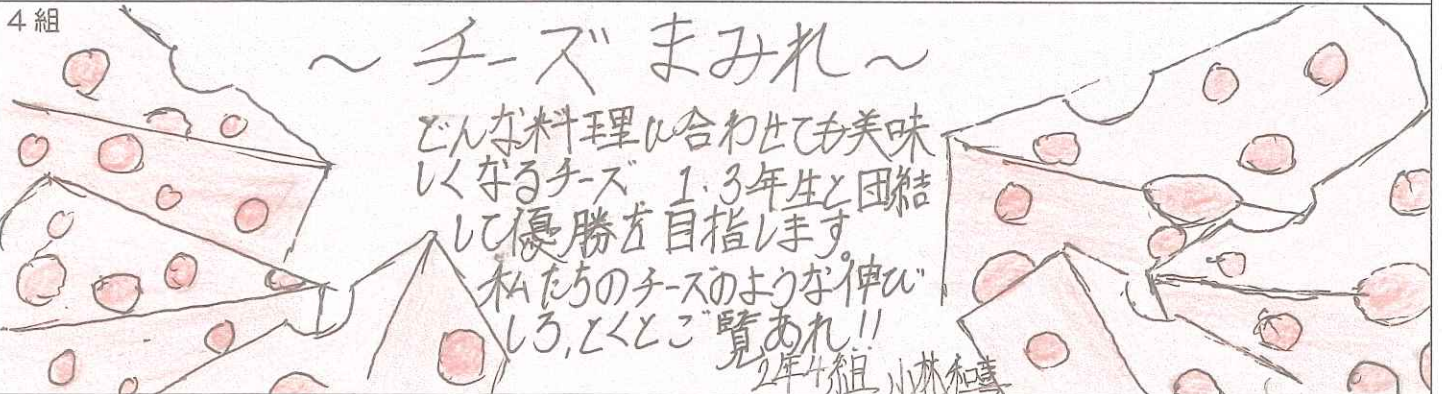 4組
～チーズまみれ～
どんな料理に合わせても美味
しくなるチーズ 1・3年生と団結
して優勝を目指します。
私たちのチーズのような伸び
しろ,とくとご覧あれ!!
2年4組 小林和喜